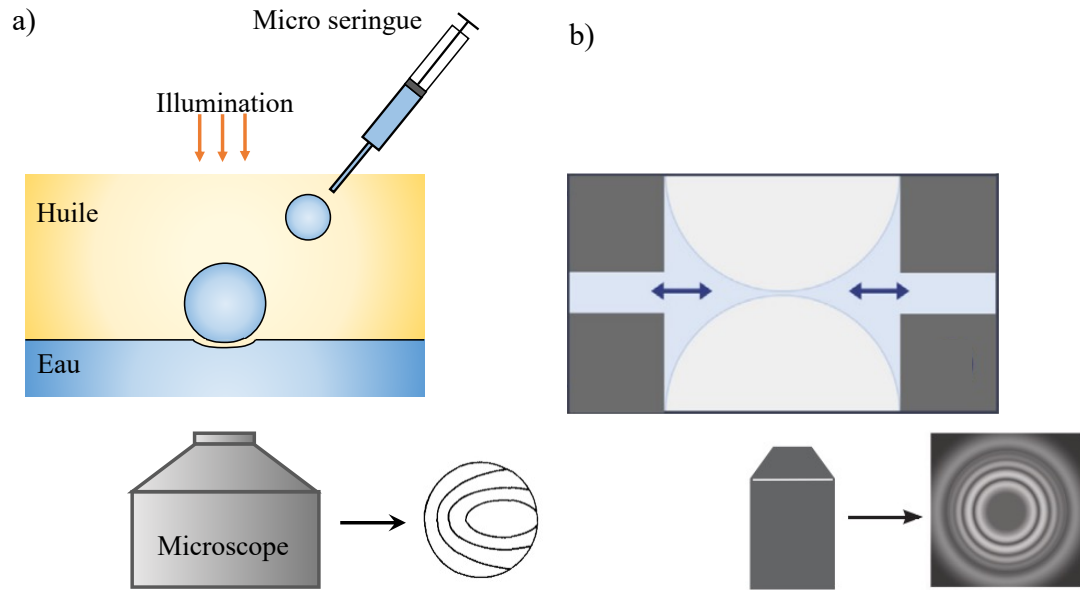 a)
Micro seringue
b)
Illumination
Huile
Eau
Microscope